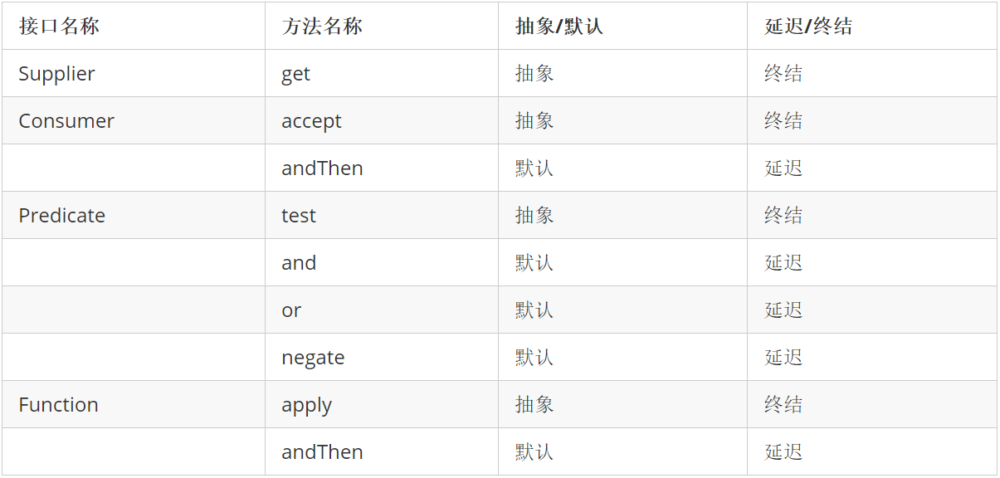 接口名称 方法名称 抽象/默认 延迟/终结
Supplier get 抽象 终结
Consumer accept 抽象 终结
andThen 默认 延迟
Predicate test 抽象 终结
and 默认 延迟
or 默认 延迟
negate 默认 延迟
Function apply 抽象 终结
andThen 默认 延迟